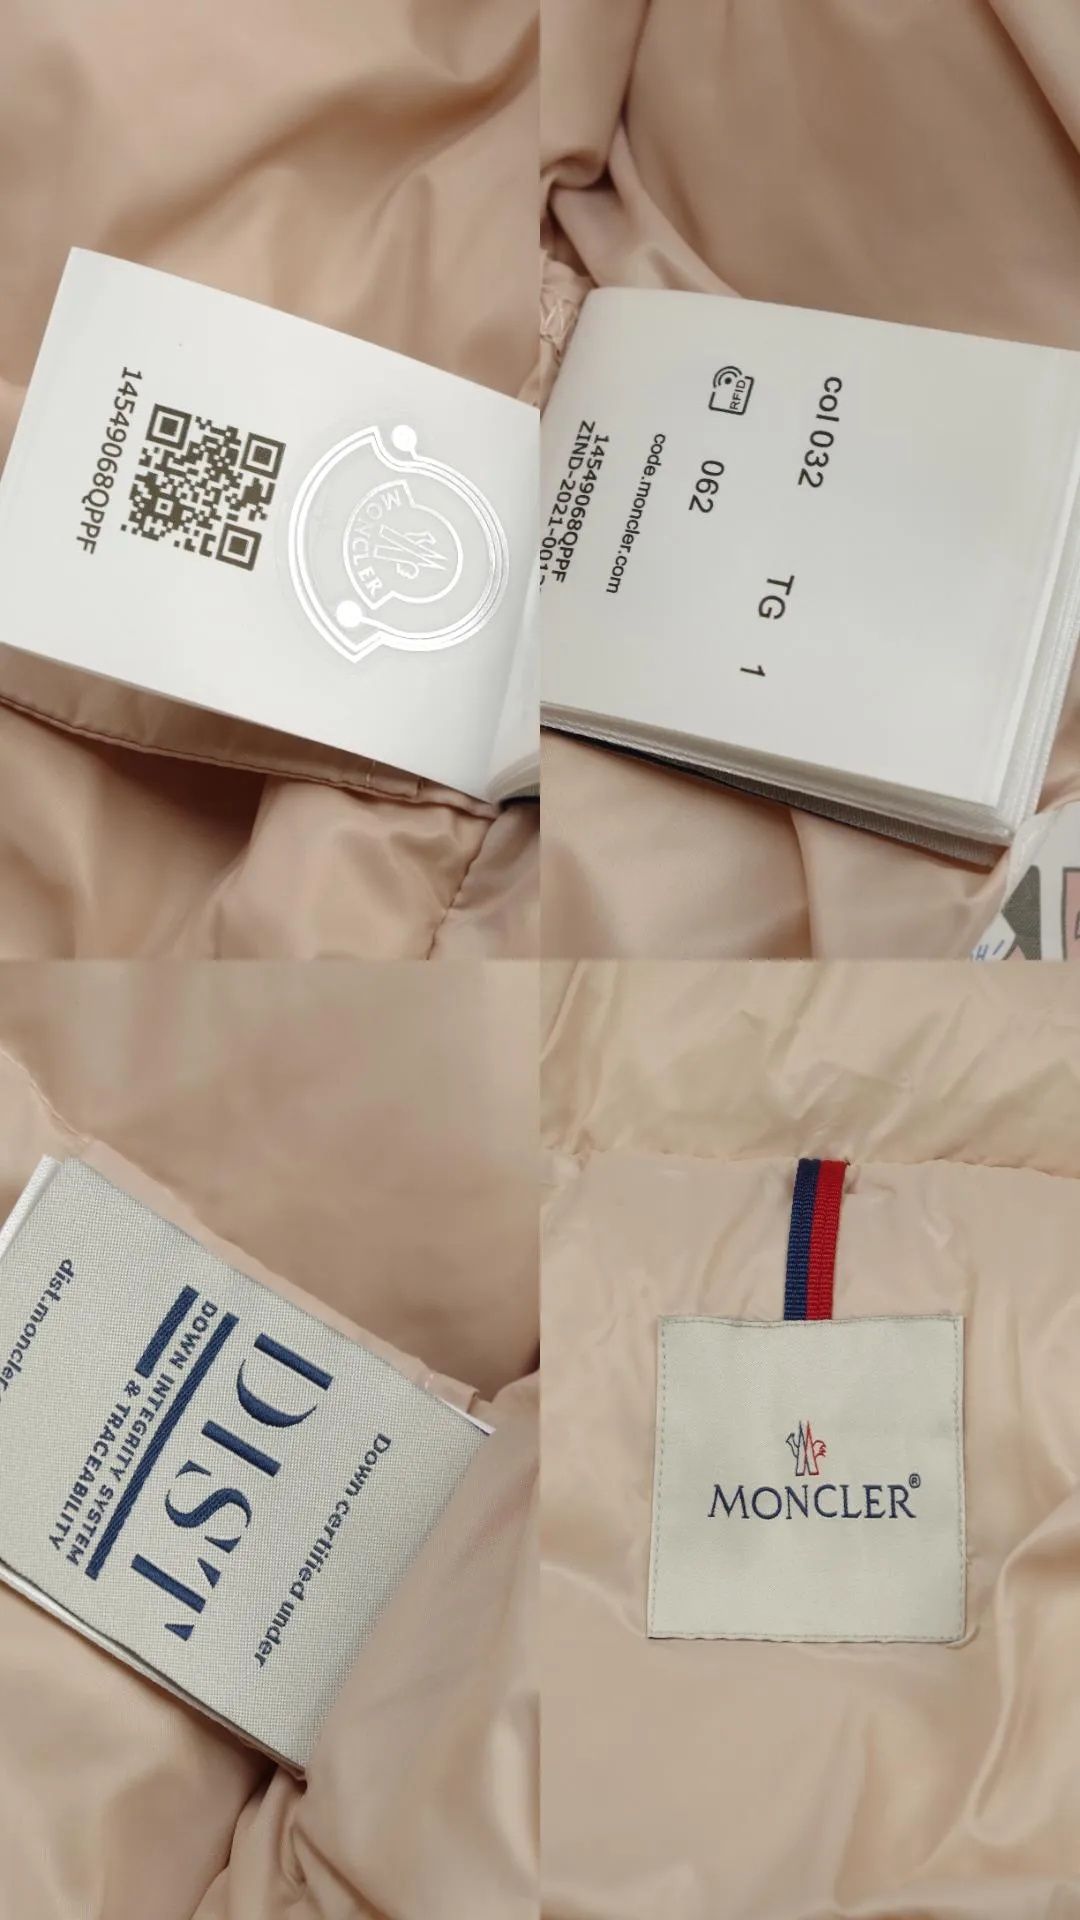 14549068QPPF
MONCLER
col 032 TG 1
RFID 062
code.moncler.com
14549068QPPF
Down certified under
DIST
DOWN INTEGRITY SYSTEM
& TRACEABILITY
MONCLER®